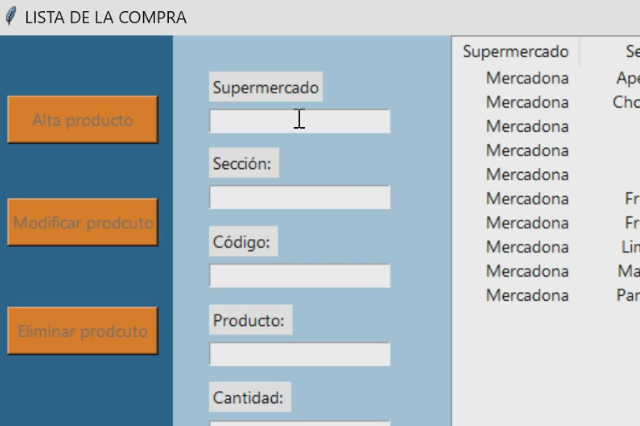 LISTA DE LA COMPRA
Alta producto
Modificar prodcuto
Eliminar prodcuto
Supermercado
Sección:
Código:
Producto:
Cantidad:
Supermercado Se
Mercadona Ape
Mercadona Cho
Mercadona
Mercadona
Mercadona
Mercadona Fr
Mercadona Fr
Mercadona Lim
Mercadona Ma
Mercadona Par